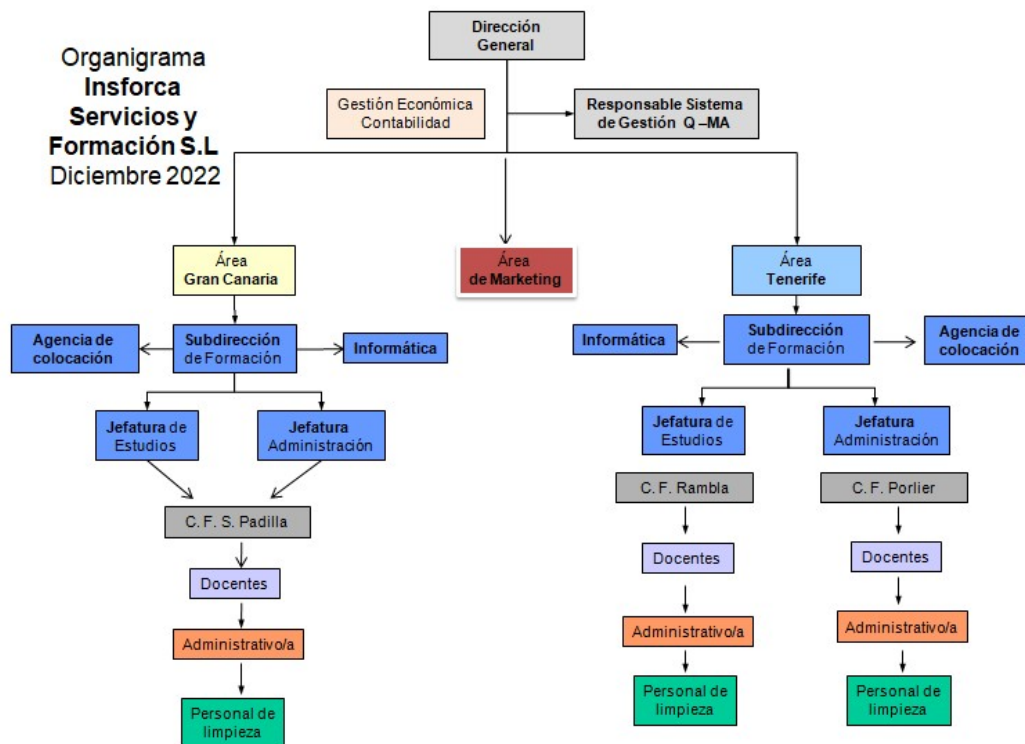 Organigrama
Insforca
Servicios y
Formación S.L
Diciembre 2022
Dirección
General
Gestión Económica
Contabilidad
Responsable Sistema
de Gestión Q –MA
Área
Gran Canaria
Área
de Marketing
Área
Tenerife
Agencia de
colocación
Subdirección
de Formación
Informática
Informática
Subdirección
de Formación
Agencia de
colocación
Jefatura de
Estudios
Jefatura
Administración
Jefatura de
Estudios
Jefatura
Administración
C. F. S. Padilla
C. F. Rambla
C. F. Porlier
Docentes
Docentes
Docentes
Administrativo/a
Administrativo/a
Administrativo/a
Personal de
limpieza
Personal de
limpieza
Personal de
limpieza